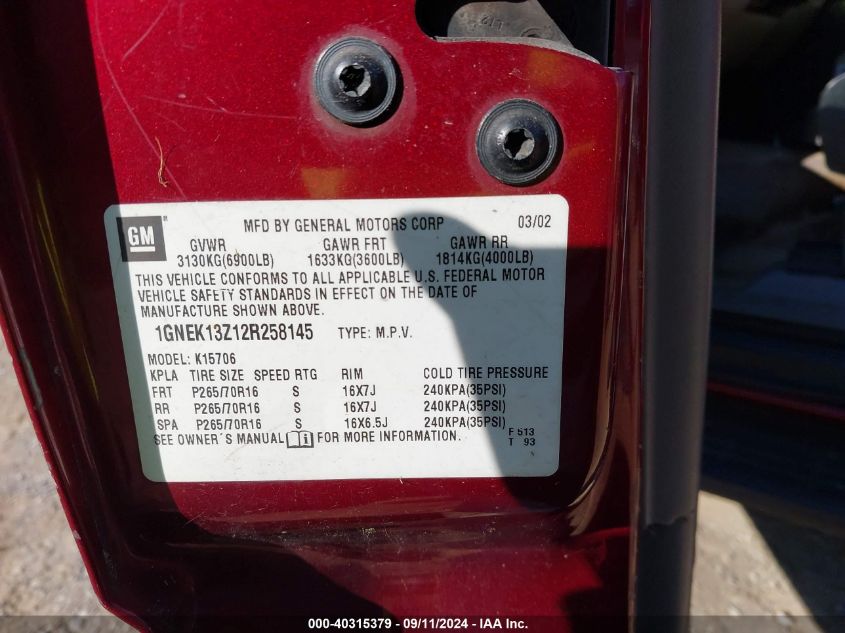 GM ® MFD BY GENERAL MOTORS CORP 03/02
GVWR GAWR FRT GAWR RR
3130KG(6900LB) 1633KG(3600LB) 1814KG(4000LB)
THIS VEHICLE CONFORMS TO ALL APPLICABLE U.S. FEDERAL MOTOR
VEHICLE SAFETY STANDARDS IN EFFECT ON THE DATE OF
MANUFACTURE SHOWN ABOVE.
1GNEK13Z12R258145 TYPE: M.P.V.
MODEL: K15706
KPLA TIRE SIZE SPEED RTG RIM COLD TIRE PRESSURE
FRT P265/70R16 S 16X7J 240KPA(35PSI)
RR P265/70R16 S 16X7J 240KPA(35PSI)
SPA P265/70R16 S 16X6.5J 240KPA(35PSI)
SEE OWNER'S MANUAL i FOR MORE INFORMATION.
F 513
T 93
000-40315379 - 09/11/2024 - IAA Inc.